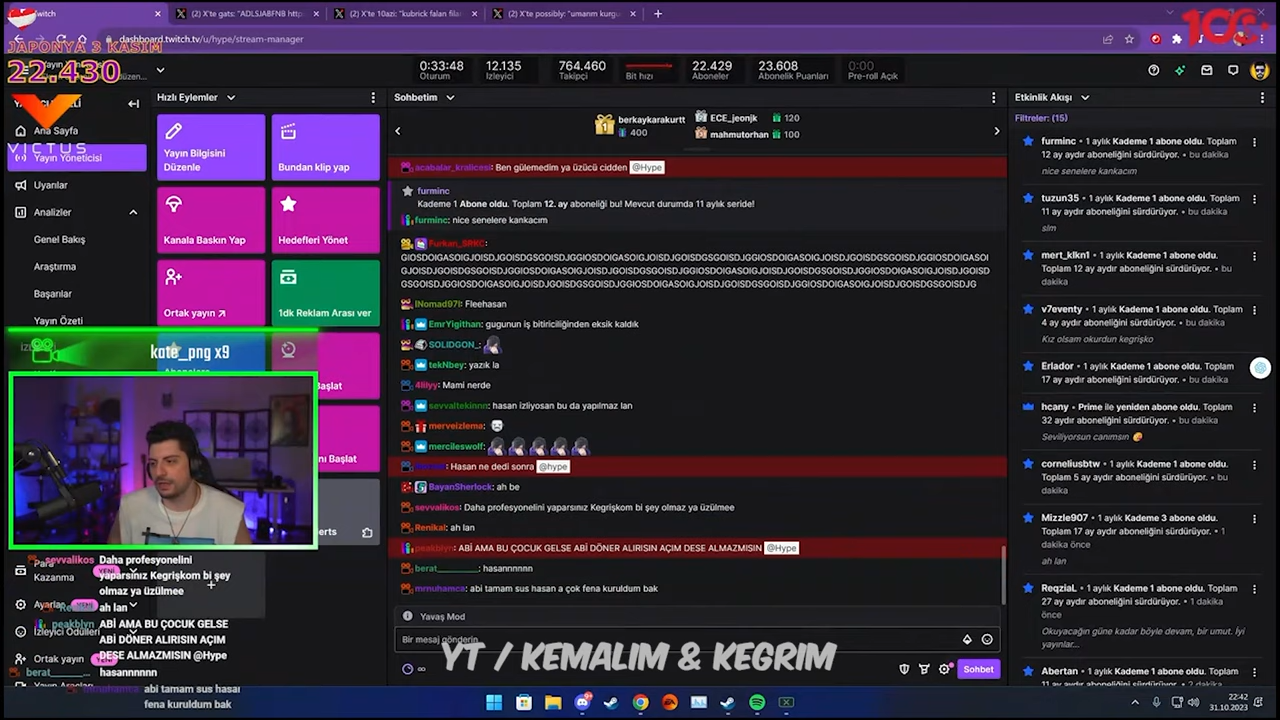 Twitch
(2) X'te gats: "ADLSJABFNB http
(2) X'te 10azi: "kubrick falan filar
(2) X'te possibly: "umarım kurgu
dashboard.twitch.tv/u/hype/stream-manager
JAPONYA 3 KASIM
22.430
VICTUS
0:33:48
Oturum
12.135
İzleyici
764.460
Takipçi
Bit hızı
22.429
Aboneler
23.608
Abonelik Puanları
0:00
Pre-roll Açık
Ana Sayfa
Yayın Yöneticisi
Uyarılar
Analizler
Genel Bakış
Araştırma
Başarılar
Yayın Özeti
Hızlı Eylemler
Yayın Bilgisini
Düzenle
Bundan klip yap
Kanala Baskın Yap
Hedefleri Yönet
Ortak yayın
1dk Reklam Arası ver
kate_png x9
Para
Kazanma
YENİ
İzleyici Ödülleri
Ortak yayın
sevvalikos Daha profesyonelini
yaparsınız Kegrişkom bi şey
olmaz ya üzülmee
ah lan
peakblyn ABİ AMA BU ÇOCUK GELSE
ABİ DÖNER ALIRISIN AÇIM
DESE ALMAZMISIN @Hype
hasannnnnn
abi tamam sus hasan
fena kuruldum bak
Sohbetim
berkaykarakurtt
400
ECE_jeonjk 120
mahmutorhan 100
acabalar_kralicesi: Ben gülemedim ya üzücü cidden @Hype
furminc
Kademe 1 Abone oldu. Toplam 12. ay aboneliği bu! Mevcut durumda 11 aylık seride!
furminc: nice senelere kankacım
Furkan_SRKC:
GIOSDOIGASOIGJOISDJGOISDGSGOISDJGGIOSDOIGASOIGJOISDJGOISDGSGOISDJGGIOSDOIGASOI
GJOISDJGOISDGSGOISDJGGIOSDOIGASOIGJOISDJGOISDGSGOISDJGGIOSDOIGASOIGJOISDJGOISD
GSGOISDJGGIOSDOIGASOIGJOISDJGOISDGSGOISDJGGIOSDOIGASOIGJOISDJGOISDGSGOISDJG
INomad97I: Fleehasan
EmrYigithan: gugunun iş bitiriciliğinden eksik kaldık
SOLIDGON_:
tekNbey: yazık la
4lilyy: Mami nerde
sevvaltekinnn: hasan izliyosan bu da yapılmaz lan
merveizlema:
mercileswolf:
Hasan ne dedi sonra @hype
BayanSherlock: ah be
sevvalikos: Daha profesyonelini yaparsınız Kegrişkom bi şey olmaz ya üzülmee
Renikal: ah lan
peakblyn: ABİ AMA BU ÇOCUK GELSE ABİ DÖNER ALIRISIN AÇIM DESE ALMAZMISIN @Hype
berat________: hasannnnnn
mrnuhamca: abi tamam sus hasan a çok fena kuruldum bak
Yavaş Mod
Bir mesaj gönderin
Sohbet
YT / KEMALIM & KEGRIM
Etkinlik Akışı
Filtreler: (15)
furminc • 1 aylık Kademe 1 abone oldu. Toplam
12 ay aydır aboneliğini sürdürüyor. • bu dakika
nice senelere kankacım
tuzun35 • 1 aylık Kademe 1 abone oldu. Toplam
11 ay aydır aboneliğini sürdürüyor. • bu dakika
slm
mert_klkn1 • 1 aylık Kademe 1 abone oldu.
Toplam 12 ay aydır aboneliğini sürdürüyor. • bu
dakika
v7eventy • 1 aylık Kademe 1 abone oldu. Toplam
4 ay aydır aboneliğini sürdürüyor. • bu dakika
Kız olsam okurdun kegrişko
Erlador • 1 aylık Kademe 1 abone oldu. Toplam
17 ay aydır aboneliğini sürdürüyor. • bu dakika
hcany • Prime ile yeniden abone oldu. Toplam
32 ay aydır aboneliğini sürdürüyor. • bu dakika
Seviliyorsun canımsın
corneliusbtw • 1 aylık Kademe 1 abone oldu.
Toplam 5 ay aydır aboneliğini sürdürüyor. • bu
dakika
Mizzle907 • 1 aylık Kademe 3 abone oldu.
Toplam 17 ay aydır aboneliğini sürdürüyor. • 1
dakika önce
ah lan
ReqziaL • 1 aylık Kademe 1 abone oldu. Toplam
27 ay aydır aboneliğini sürdürüyor. • 1 dakika
önce
Okuyacağın güne kadar böyle devam, bir umut. İyi
yayınlar...
Abertan • 1 aylık Kademe 1 abone oldu. Toplam
22:42
31.10.2023